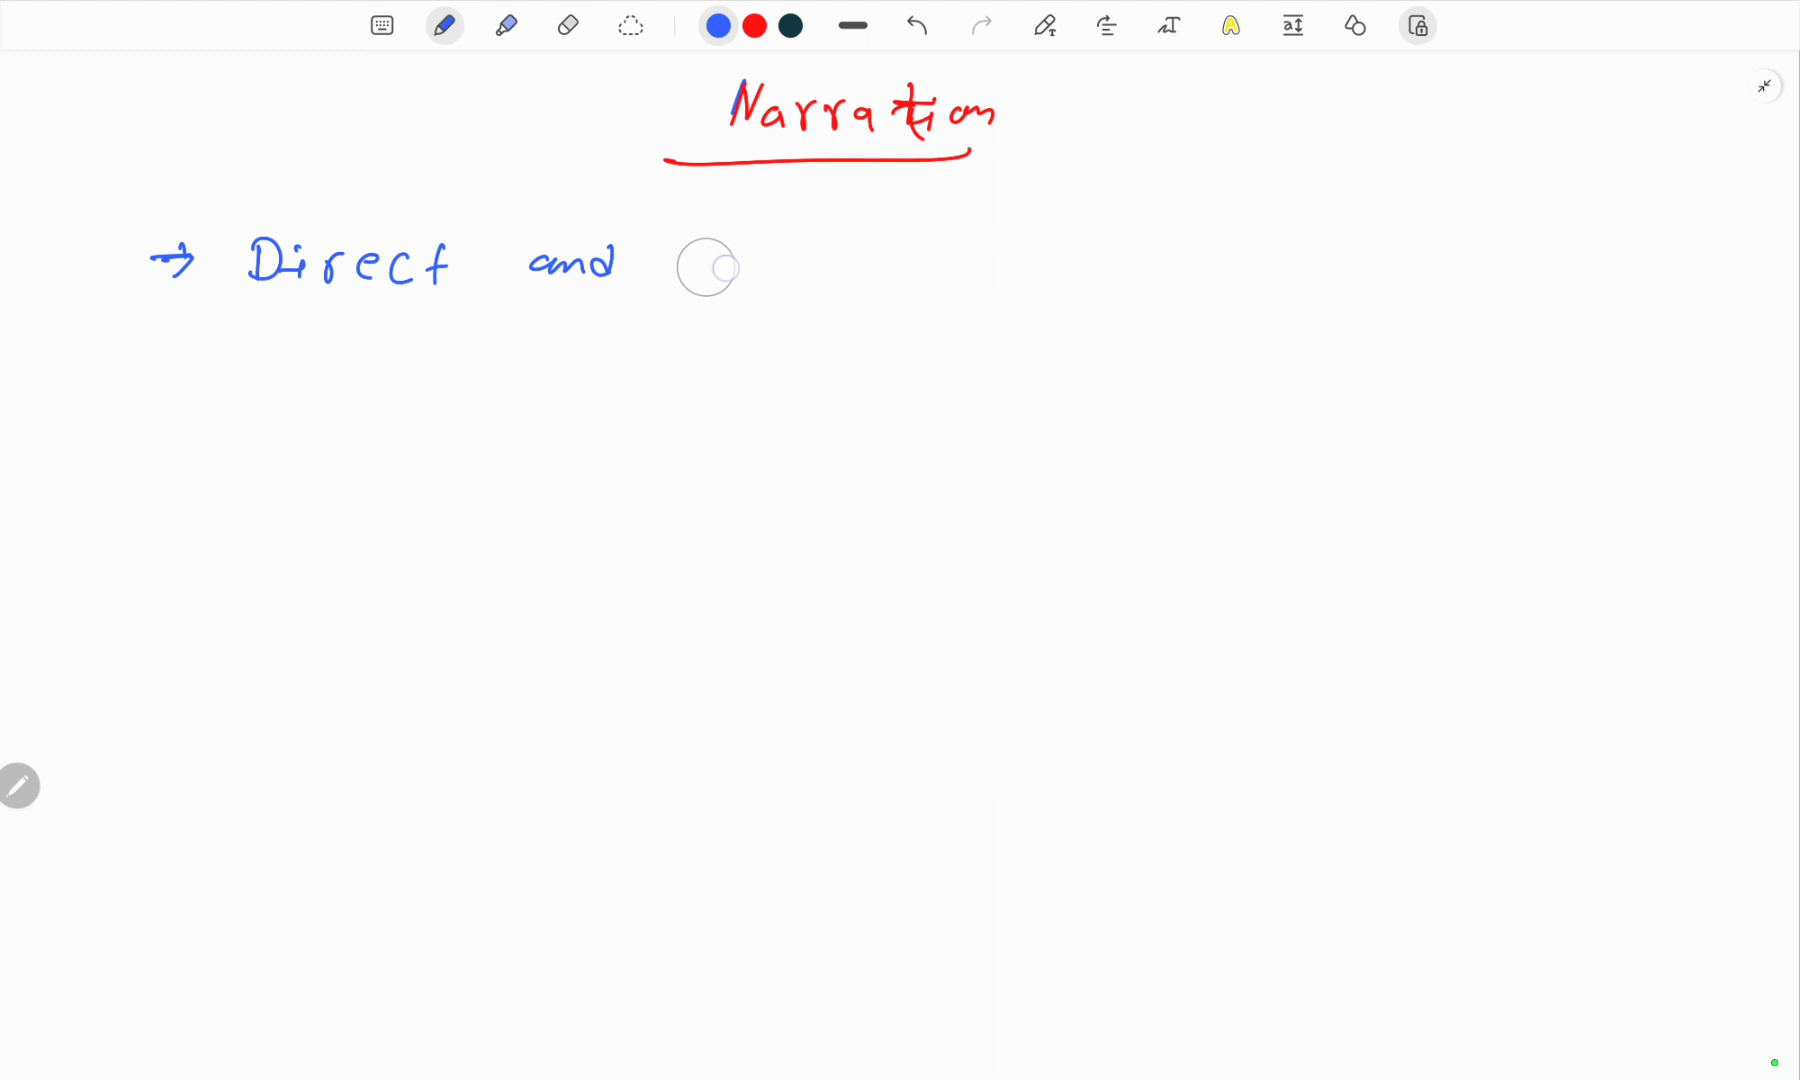 Narration
→ Direct and